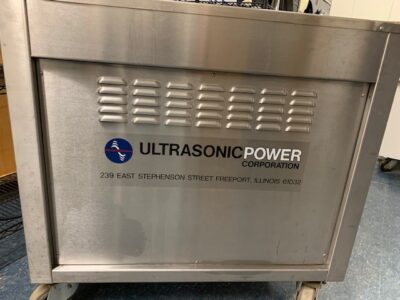 ULTRASONICPOWER
CORPORATION
239 EAST STEPHENSON STREET FREEPORT, ILLINOIS 61032